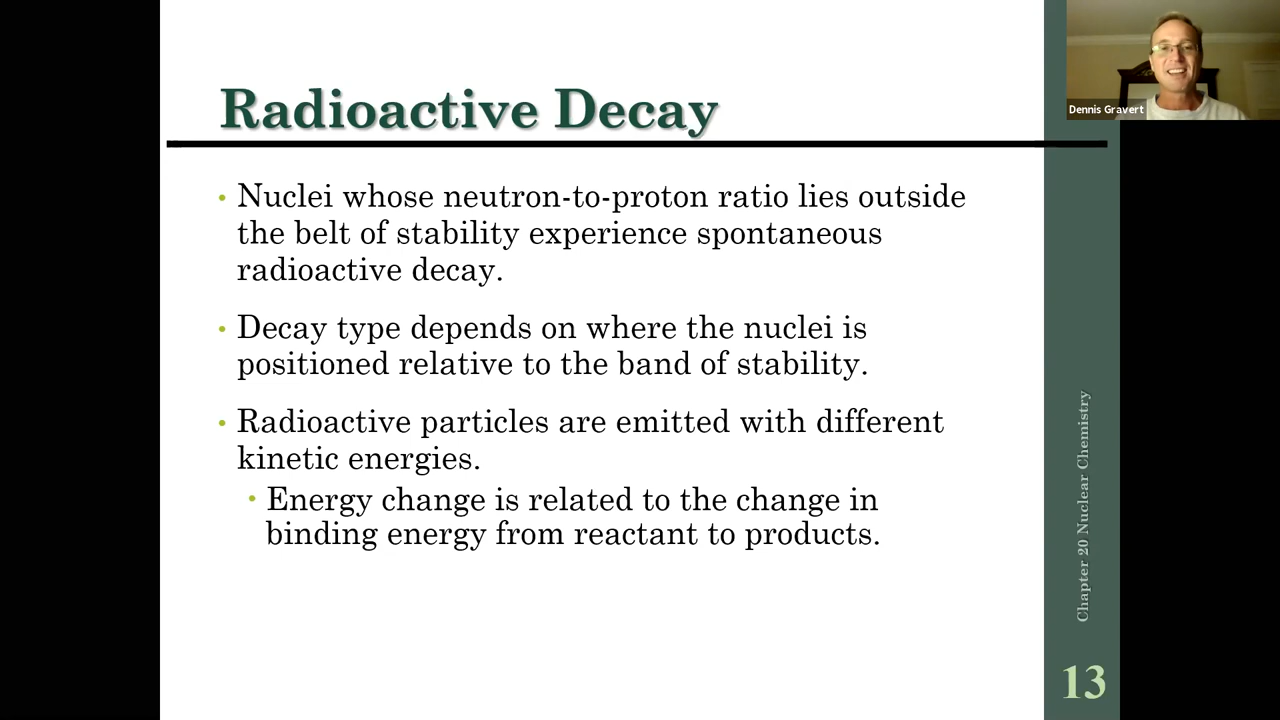 Radioactive Decay
• Nuclei whose neutron-to-proton ratio lies outside
the belt of stability experience spontaneous
radioactive decay.
• Decay type depends on where the nuclei is
positioned relative to the band of stability.
• Radioactive particles are emitted with different
kinetic energies.
• Energy change is related to the change in
binding energy from reactant to products.
Dennis Gravert
Chapter 20 Nuclear Chemistry
13